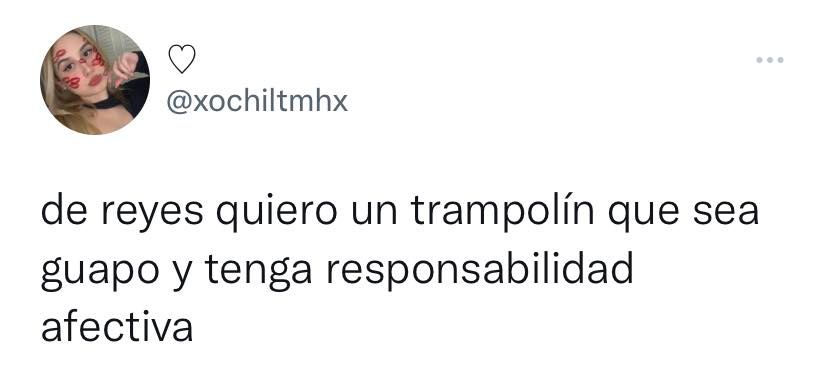 ♡
@xochiltmhx
de reyes quiero un trampolín que sea
guapo y tenga responsabilidad
afectiva